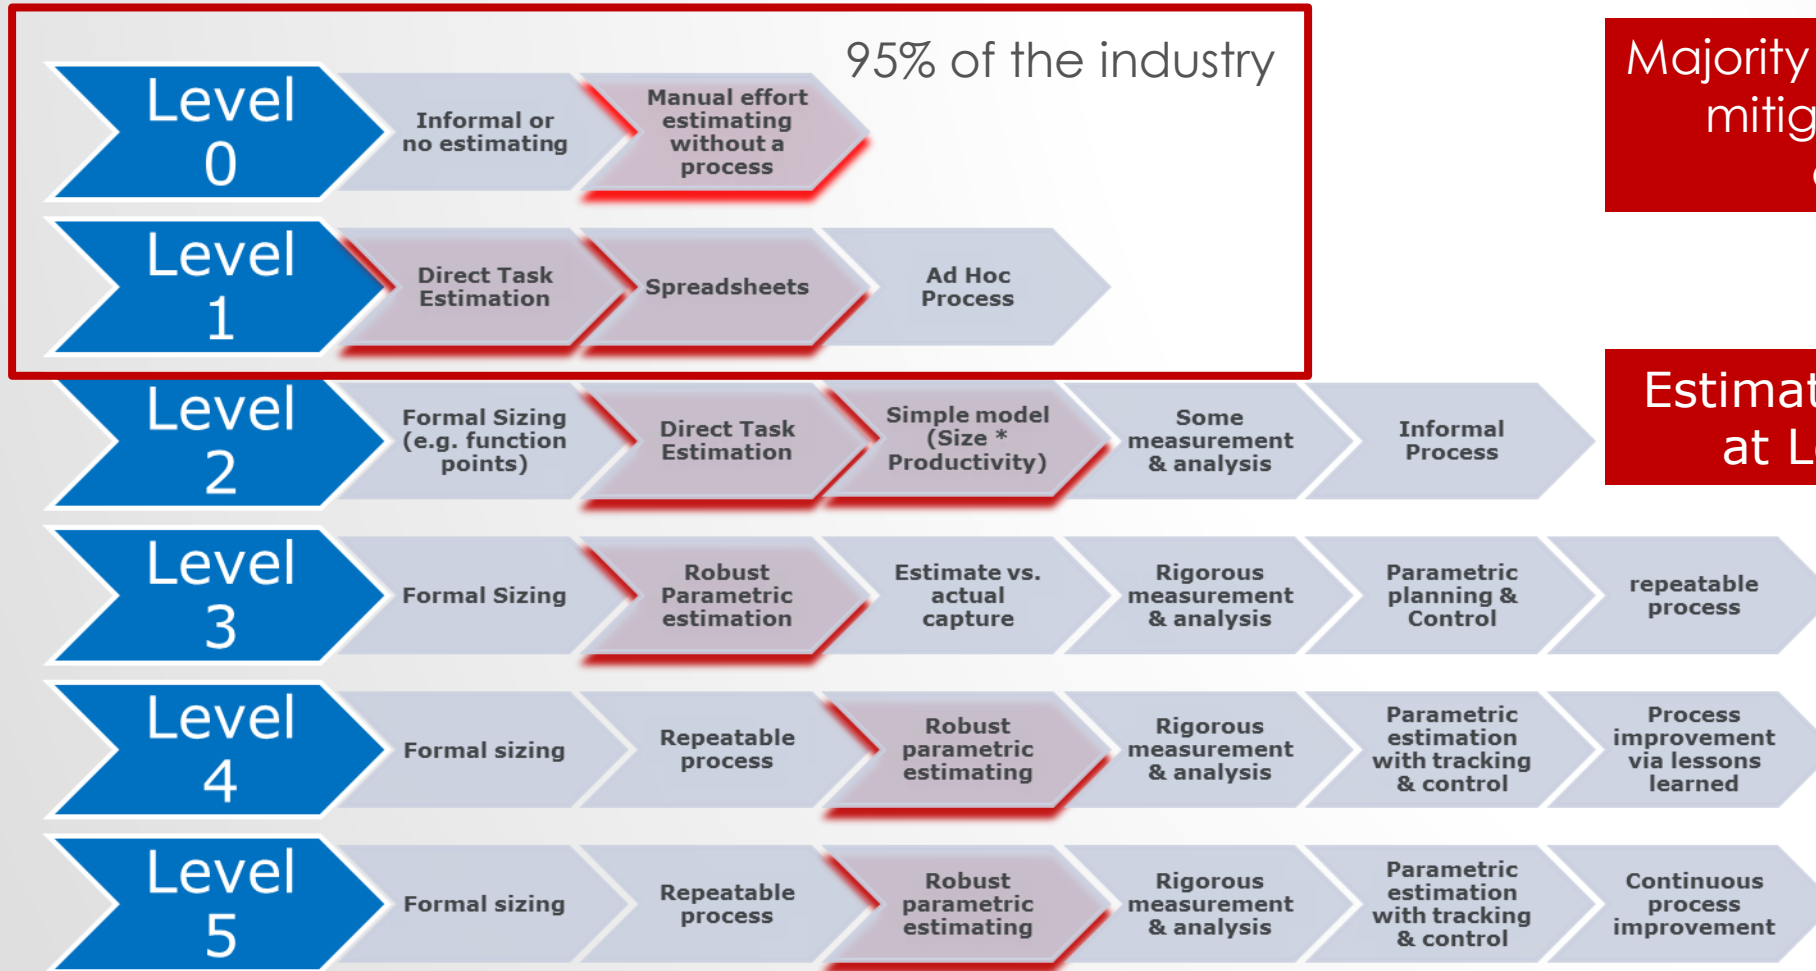 95% of the industry
Level
0
Informal or
no estimating
Manual effort
estimating
without a
process
Level
1
Direct Task
Estimation
Spreadsheets
Ad Hoc
Process
Level
2
Formal Sizing
(e.g. function
points)
Direct Task
Estimation
Simple model
(Size *
Productivity)
Some
measurement
& analysis
Informal
Process
Level
3
Formal Sizing
Robust
Parametric
estimation
Estimate vs.
actual
capture
Rigorous
measurement
& analysis
Parametric
planning &
Control
repeatable
process
Level
4
Formal sizing
Repeatable
process
Robust
parametric
estimating
Rigorous
measurement
& analysis
Parametric
estimation
with tracking
& control
Process
improvement
via lessons
learned
Level
5
Formal sizing
Repeatable
process
Robust
parametric
estimating
Rigorous
measurement
& analysis
Parametric
estimation
with tracking
& control
Continuous
process
improvement
Majority
at